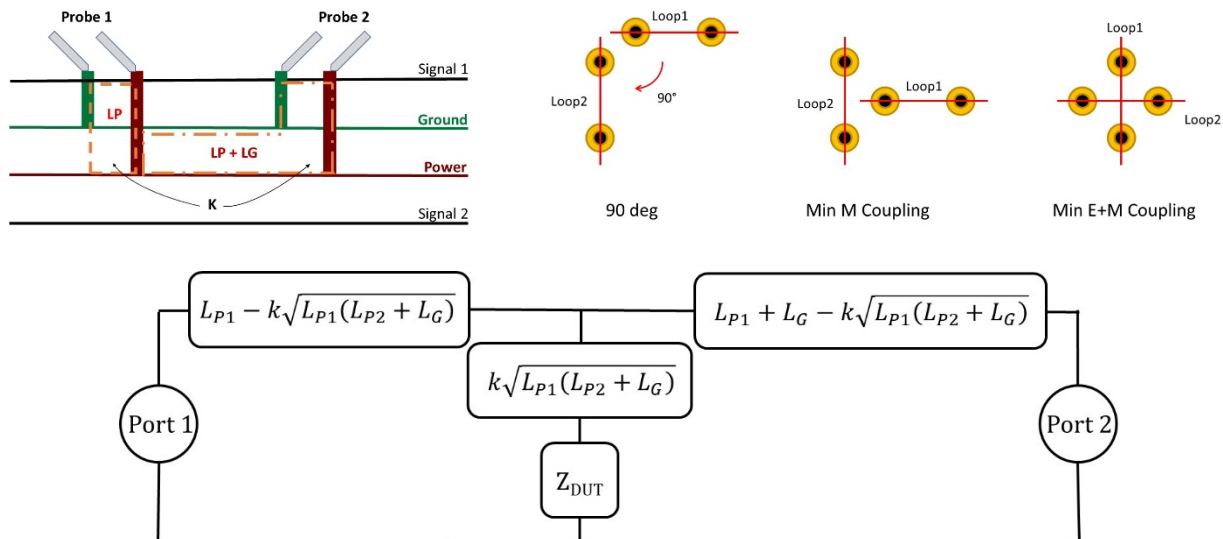 Probe 1
Probe 2
Signal 1
LP
Ground
LP + LG
Power
K
Signal 2
Loop1
Loop2
90°
90 deg
Loop1
Loop2
Min M Coupling
Loop1
Loop2
Min E+M Coupling
L_{P1} − k√(L_{P1}(L_{P2} + L_G))
L_{P1} + L_G − k√(L_{P1}(L_{P2} + L_G))
k√(L_{P1}(L_{P2} + L_G))
Port 1
Port 2
Z_{DUT}